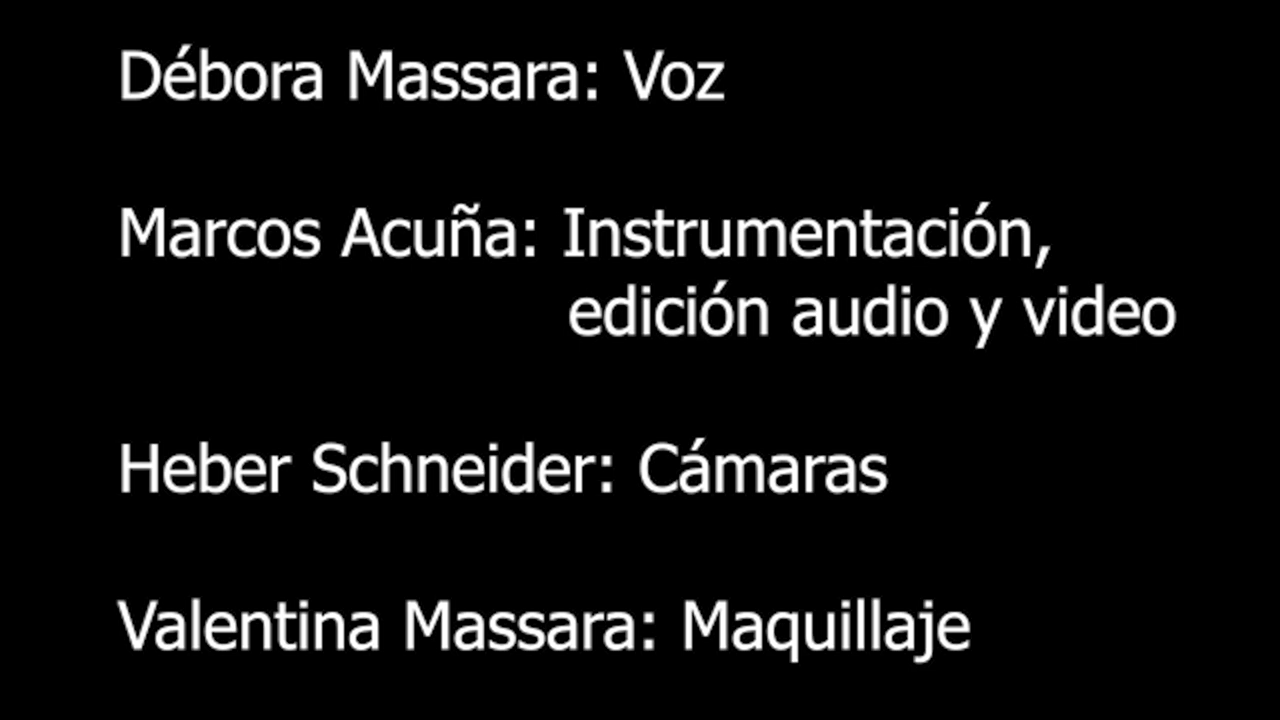 Débora Massara: Voz
Marcos Acuña: Instrumentación,
edición audio y video
Heber Schneider: Cámaras
Valentina Massara: Maquillaje